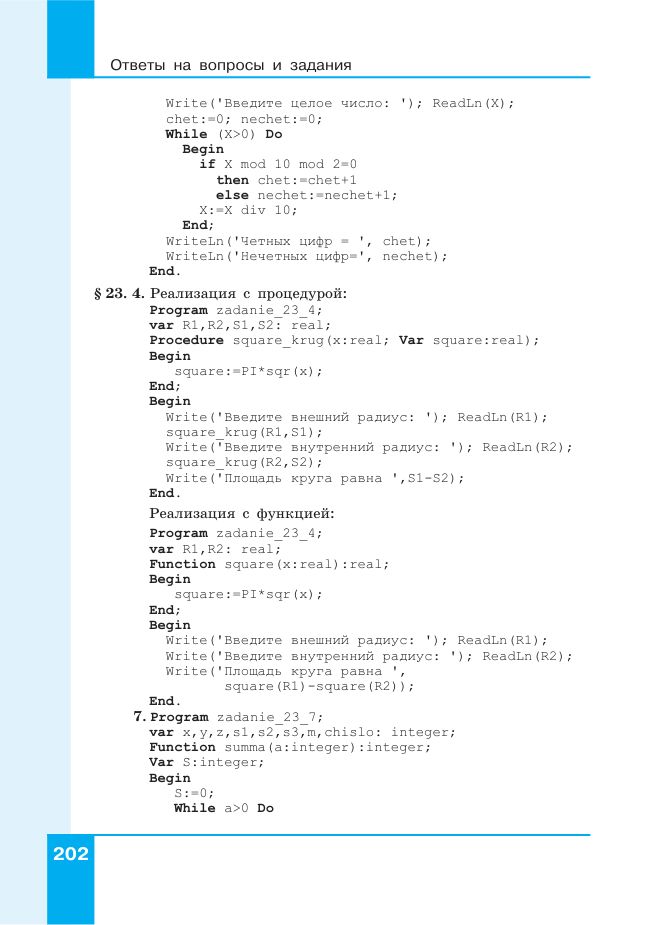 Ответы на вопросы и задания
Write('Введите целое число: '); ReadLn(X);
chet:=0; nechet:=0;
While (X>0) Do
Begin
if X mod 10 mod 2=0
then chet:=chet+1
else nechet:=nechet+1;
X:=X div 10;
End;
WriteLn('Четных цифр = ', chet);
WriteLn('Нечетных цифр=', nechet);
End.
§ 23. 4. Реализация с процедурой:
Program zadanie_23_4;
var R1,R2,S1,S2: real;
Procedure square_krug(x:real; Var square:real);
Begin
square:=PI*sqr(x);
End;
Begin
Write('Введите внешний радиус: '); ReadLn(R1);
square_krug(R1,S1);
Write('Введите внутренний радиус: '); ReadLn(R2);
square_krug(R2,S2);
Write('Площадь круга равна ',S1-S2);
End.
Реализация с функцией:
Program zadanie_23_4;
var R1,R2: real;
Function square(x:real):real;
Begin
square:=PI*sqr(x);
End;
Begin
Write('Введите внешний радиус: '); ReadLn(R1);
Write('Введите внутренний радиус: '); ReadLn(R2);
Write('Площадь круга равна ',
square(R1)-square(R2));
End.
7. Program zadanie_23_7;
var x,y,z,s1,s2,s3,m,chislo: integer;
Function summa(a:integer):integer;
Var S:integer;
Begin
S:=0;
While a>0 Do
202